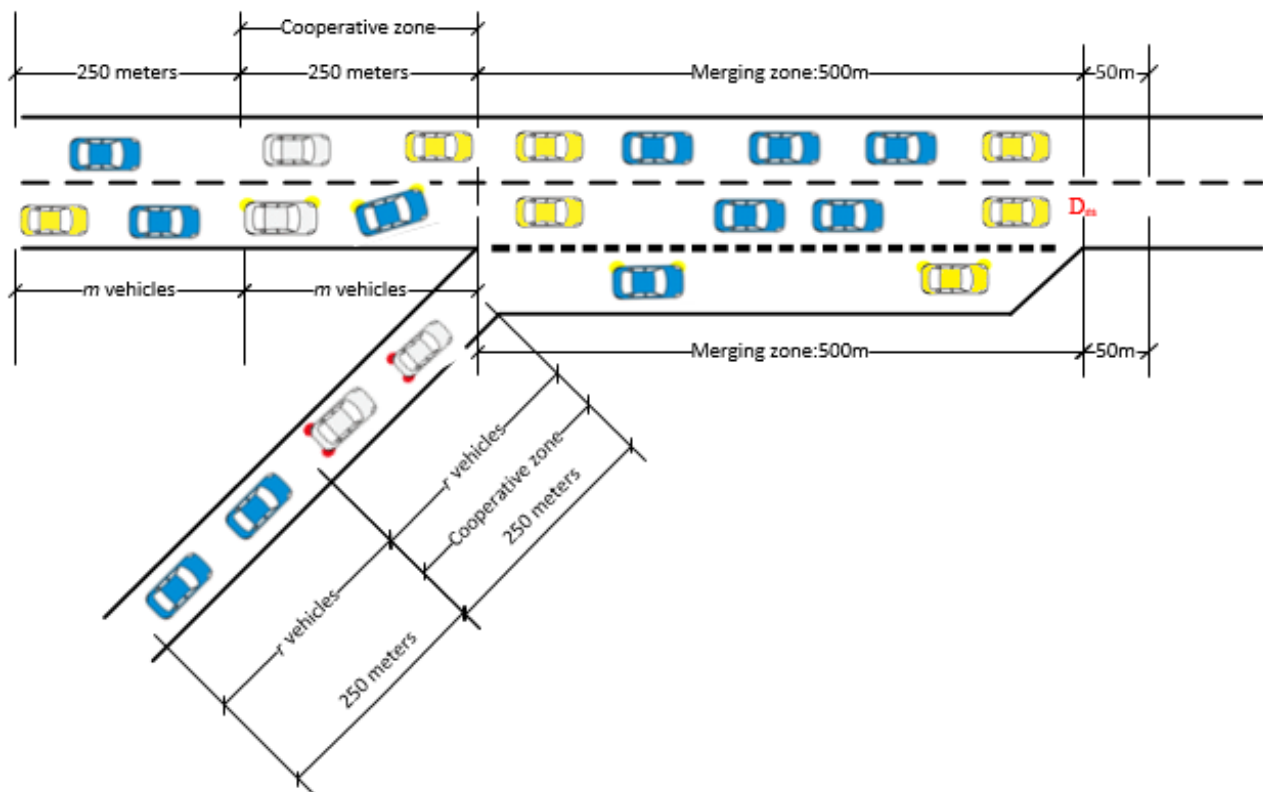 Cooperative zone
250 meters
250 meters
Merging zone:500m
50m
Dm
m vehicles
m vehicles
Merging zone:500m
50m
r vehicles
Cooperative zone
250 meters
r vehicles
250 meters